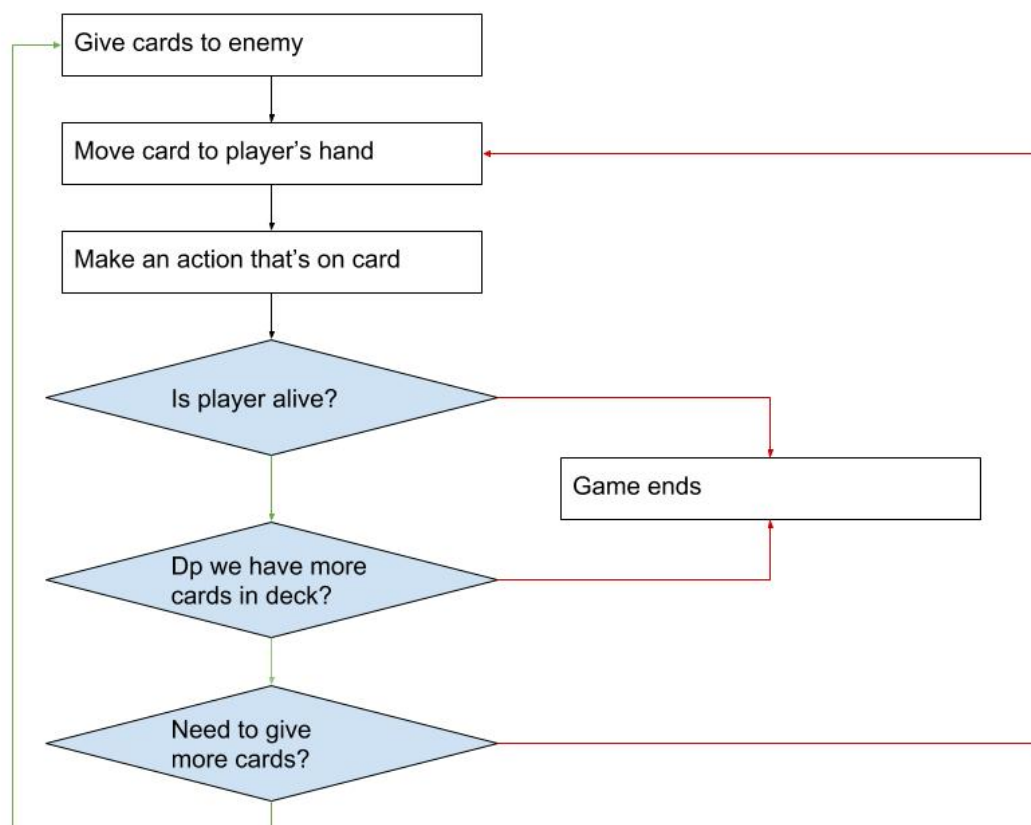 Give cards to enemy
Move card to player’s hand
Make an action that’s on card
Is player alive?
Game ends
Dp we have more
cards in deck?
Need to give
more cards?